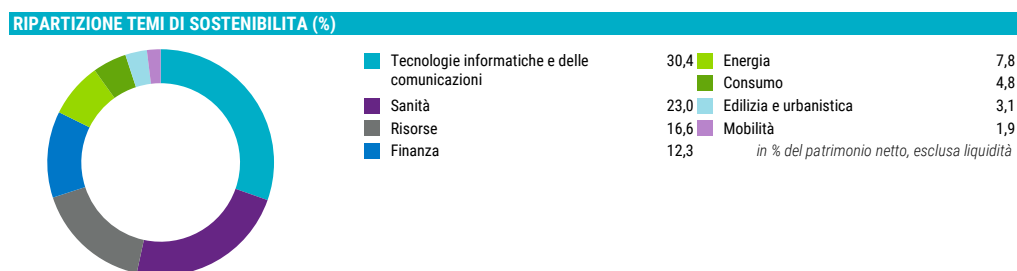 RIPARTIZIONE TEMI DI SOSTENIBILITA (%)
Tecnologie informatiche e delle 30,4
comunicazioni
Sanità 23,0
Risorse 16,6
Finanza 12,3
Energia 7,8
Consumo 4,8
Edilizia e urbanistica 3,1
Mobilità 1,9
in % del patrimonio netto, esclusa liquidità